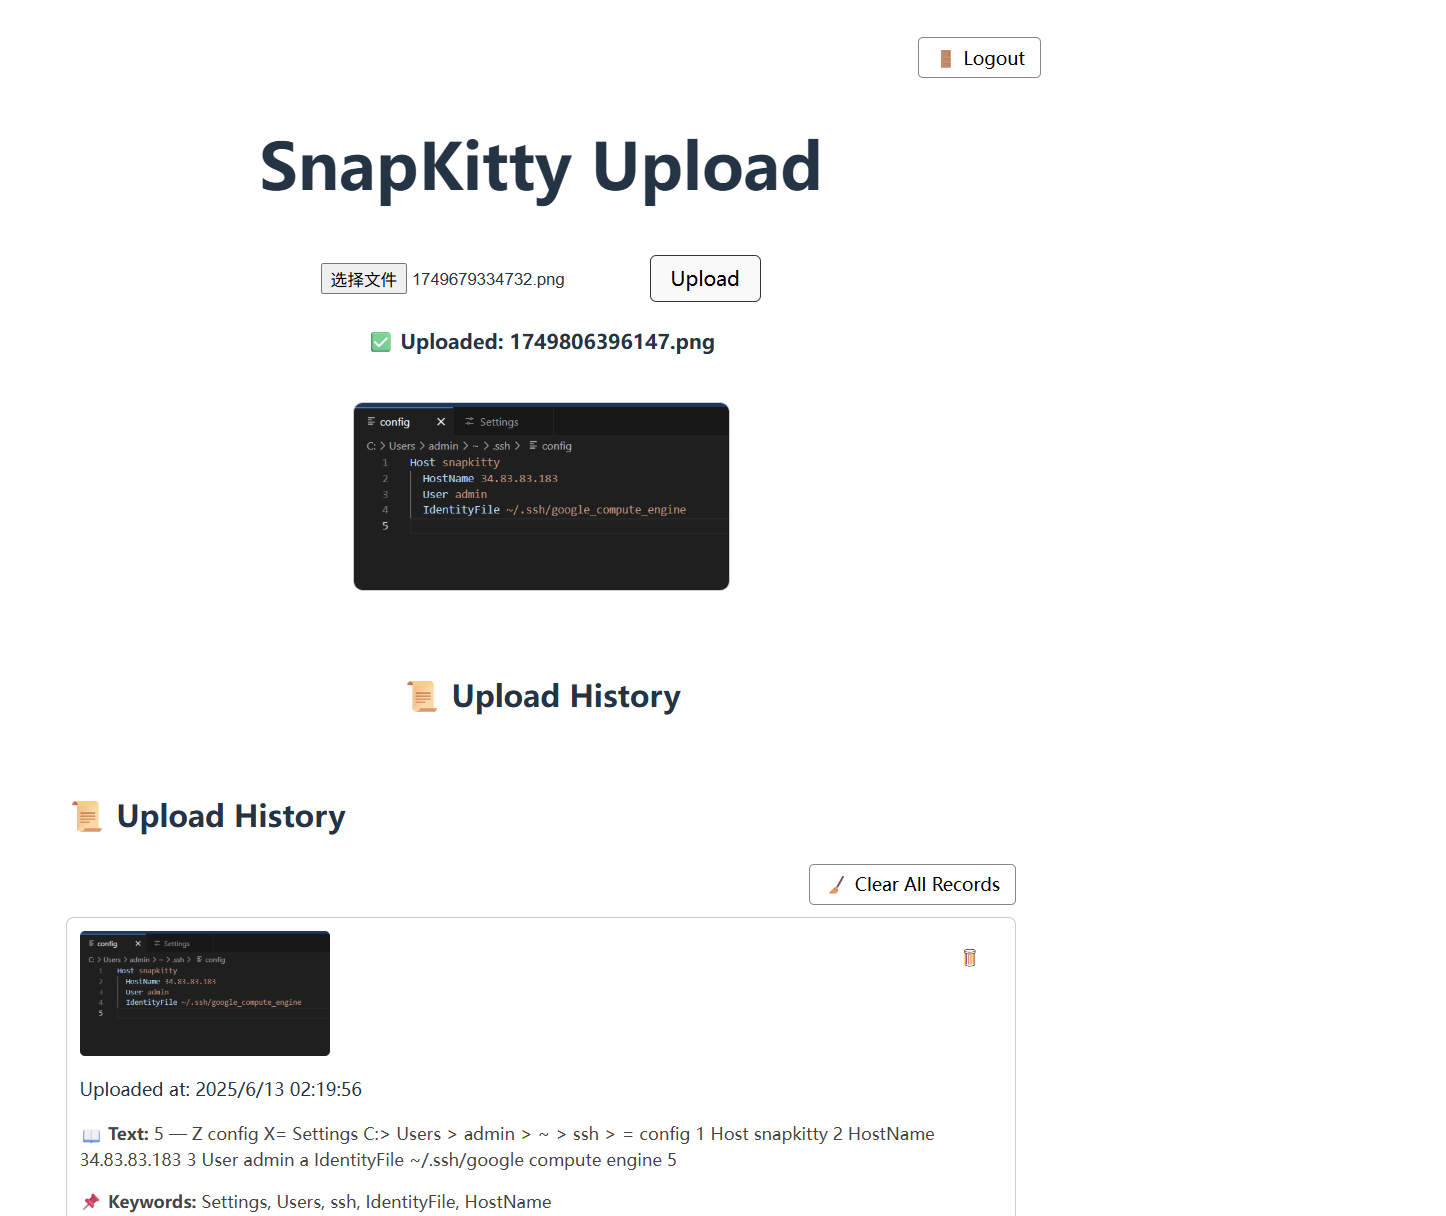 Logout
SnapKitty Upload
选择文件 1749679334732.png
Upload
Uploaded: 1749806396147.png
config
Settings
C: > Users > admin > ~ > .ssh > config
1 Host snapkitty
2 HostName 34.83.83.183
3 User admin
4 IdentityFile ~/.ssh/google_compute_engine
5
Upload History
Upload History
Clear All Records
config
Settings
C: > Users > admin > ~ > .ssh > config
1 Host snapkitty
2 HostName 34.83.83.183
3 User admin
4 IdentityFile ~/.ssh/google_compute_engine
5
Uploaded at: 2025/6/13 02:19:56
Text: 5 — Z config X= Settings C:> Users > admin > ~ > ssh > = config 1 Host snapkitty 2 HostName
34.83.83.183 3 User admin a IdentityFile ~/.ssh/google compute engine 5
Keywords: Settings, Users, ssh, IdentityFile, HostName